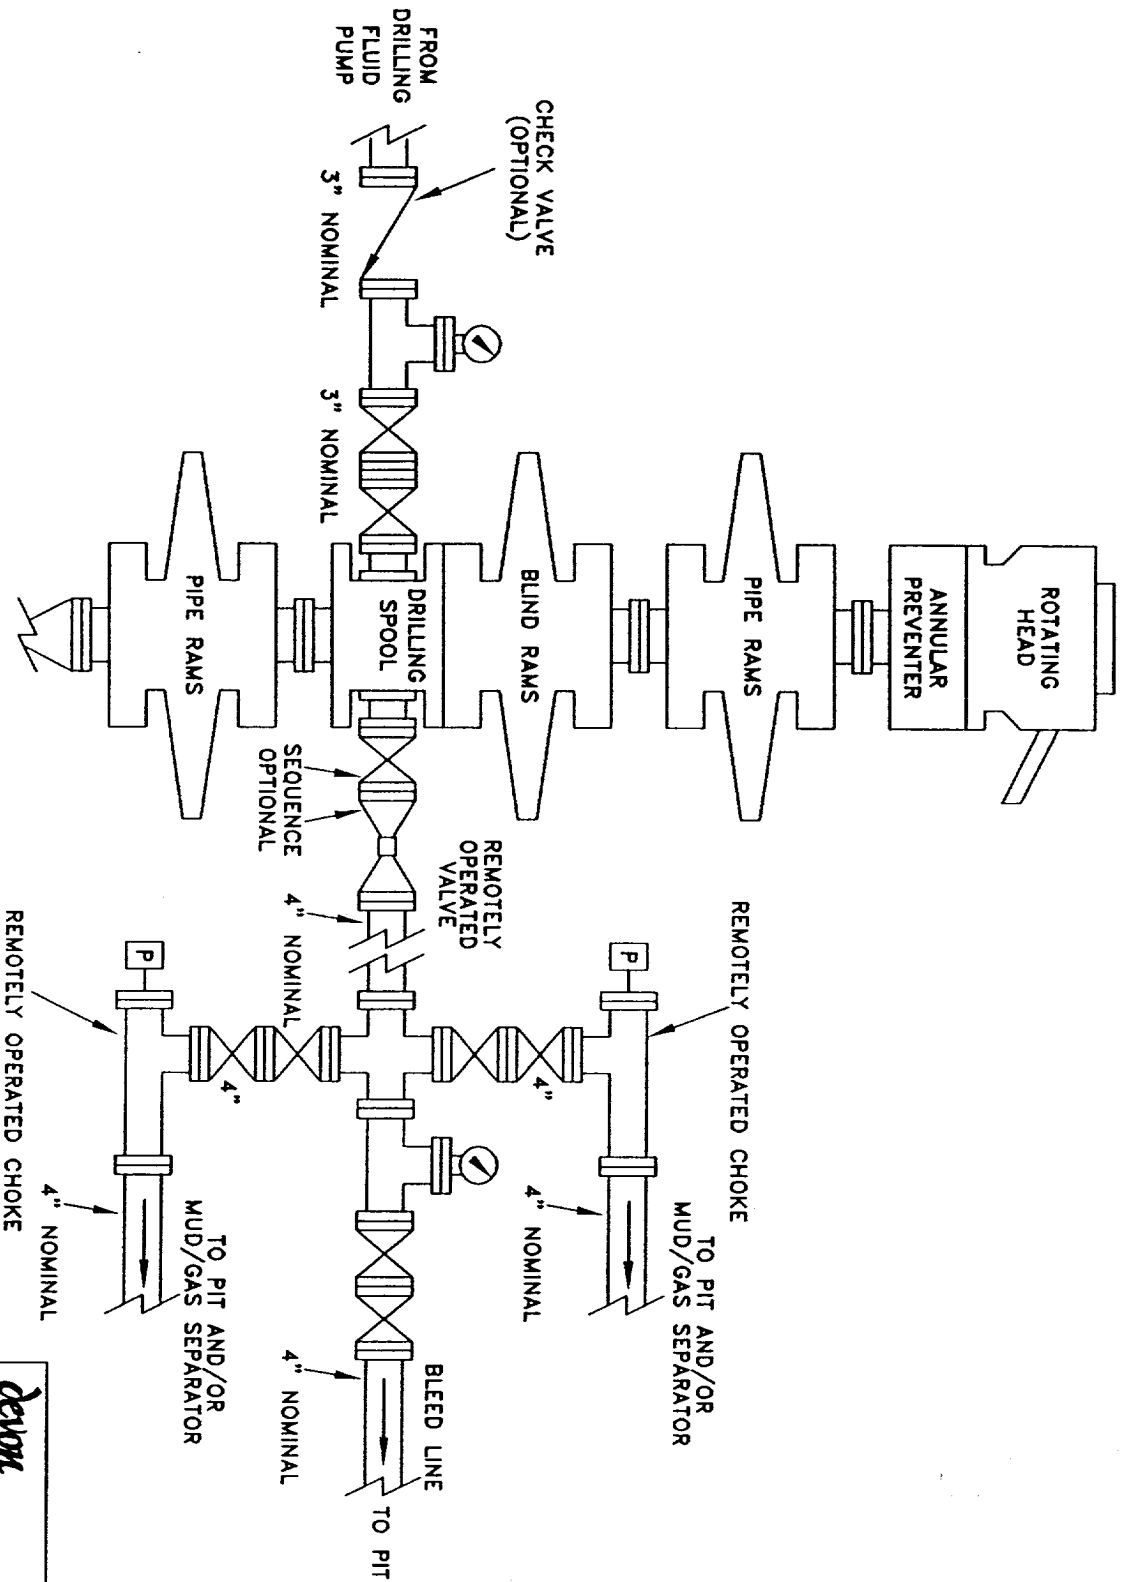 ROTATING
HEAD
ANNULAR
PREVENTER
PIPE RAMS
BLIND RAMS
DRILLING
SPOOL
PIPE RAMS
FROM
DRILLING
FLUID
PUMP
CHECK VALVE
(OPTIONAL)
3" NOMINAL
3" NOMINAL
SEQUENCE
OPTIONAL
REMOTELY
OPERATED
VALVE
4" NOMINAL
REMOTELY OPERATED CHOKE
P
4"
4" NOMINAL
TO PIT AND/OR
MUD/GAS SEPARATOR
BLEED LINE
4" NOMINAL
TO PIT
P
4"
REMOTELY OPERATED CHOKE
4" NOMINAL
TO PIT AND/OR
MUD/GAS SEPARATOR
devon